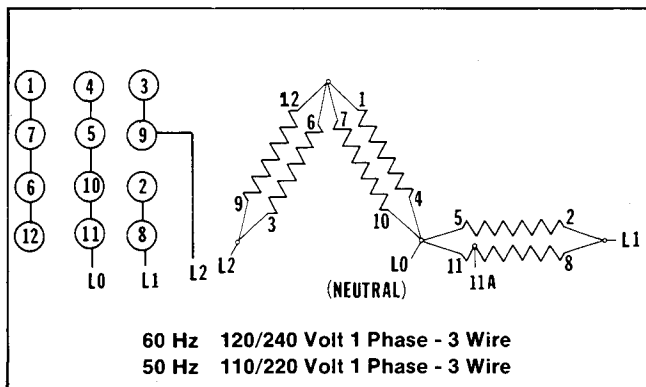 1 4 3
12 1
7 5 9
6 7
6 10 2
9 3 10 4
5 2
12 11 8
L0 L1 L2
L2 L0 11 8 L1
(NEUTRAL) 11A
60 Hz 120/240 Volt 1 Phase - 3 Wire
50 Hz 110/220 Volt 1 Phase - 3 Wire